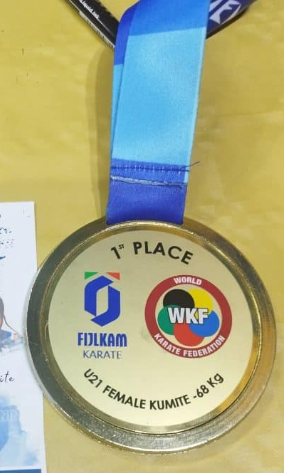 1st PLACE
FIJLKAM
KARATE
WORLD
WKF
KARATE FEDERATION
U21 FEMALE KUMITE -68 Kg